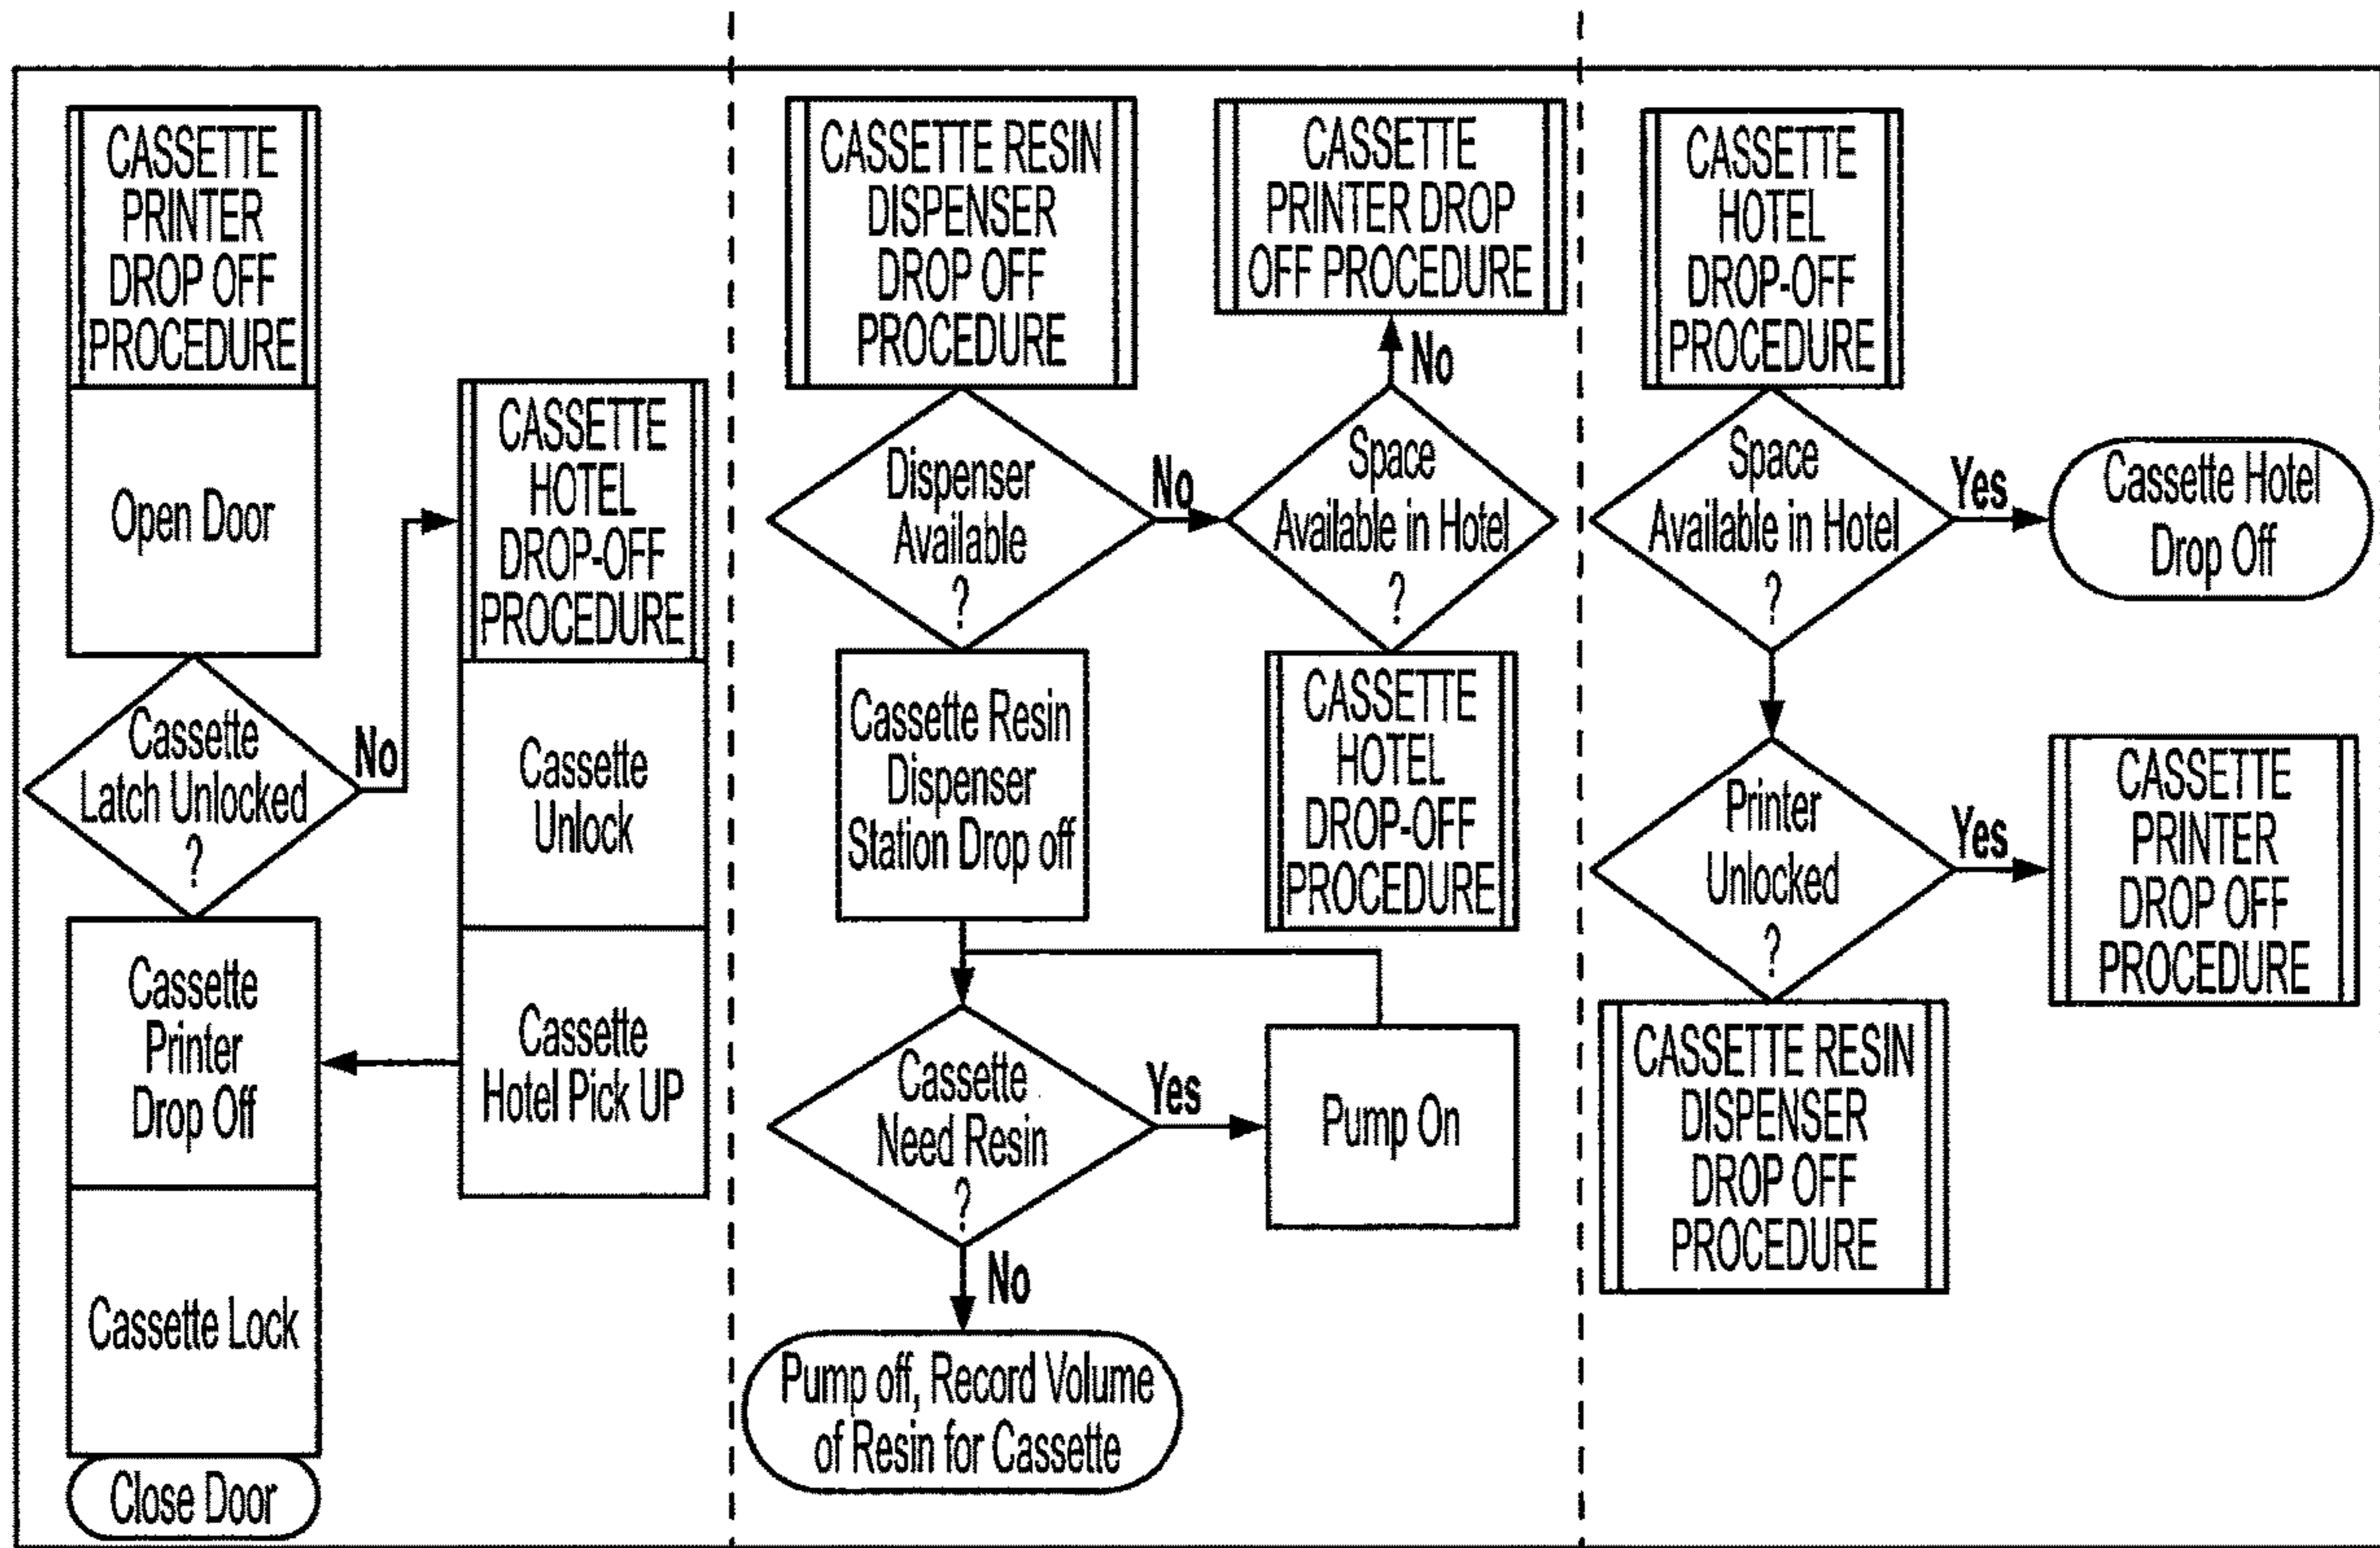 CASSETTE
PRINTER
DROP OFF
PROCEDURE
Open Door
Cassette
Latch Unlocked
?
No
Cassette
Printer
Drop Off
Cassette Lock
Close Door
CASSETTE
HOTEL
DROP-OFF
PROCEDURE
Cassette
Unlock
Cassette
Hotel Pick UP
CASSETTE RESIN
DISPENSER
DROP OFF
PROCEDURE
Dispenser
Available
?
No
Cassette Resin
Dispenser
Station Drop off
Cassette
Need Resin
?
Yes
Pump On
No
Pump off, Record Volume
of Resin for Cassette
CASSETTE
PRINTER DROP
OFF PROCEDURE
No
Space
Available in Hotel
?
CASSETTE
HOTEL
DROP-OFF
PROCEDURE
CASSETTE
HOTEL
DROP-OFF
PROCEDURE
Space
Available in Hotel
?
Yes
Cassette Hotel
Drop Off
Printer
Unlocked
?
Yes
CASSETTE
PRINTER
DROP OFF
PROCEDURE
CASSETTE RESIN
DISPENSER
DROP OFF
PROCEDURE